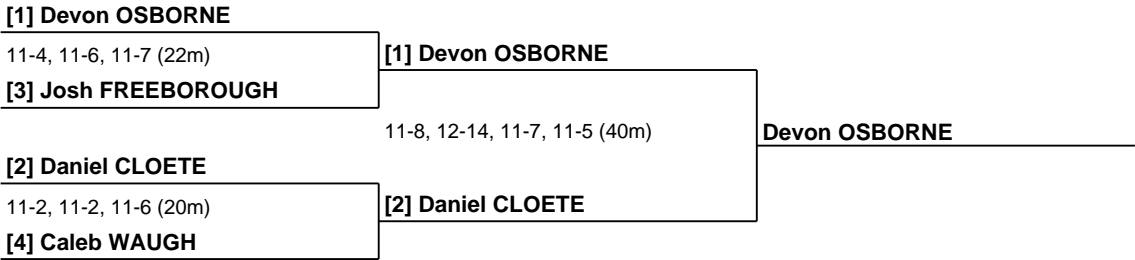 [1] Devon OSBORNE
11-4, 11-6, 11-7 (22m)
[1] Devon OSBORNE
[3] Josh FREEBOROUGH
11-8, 12-14, 11-7, 11-5 (40m)
Devon OSBORNE
[2] Daniel CLOETE
11-2, 11-2, 11-6 (20m)
[2] Daniel CLOETE
[4] Caleb WAUGH